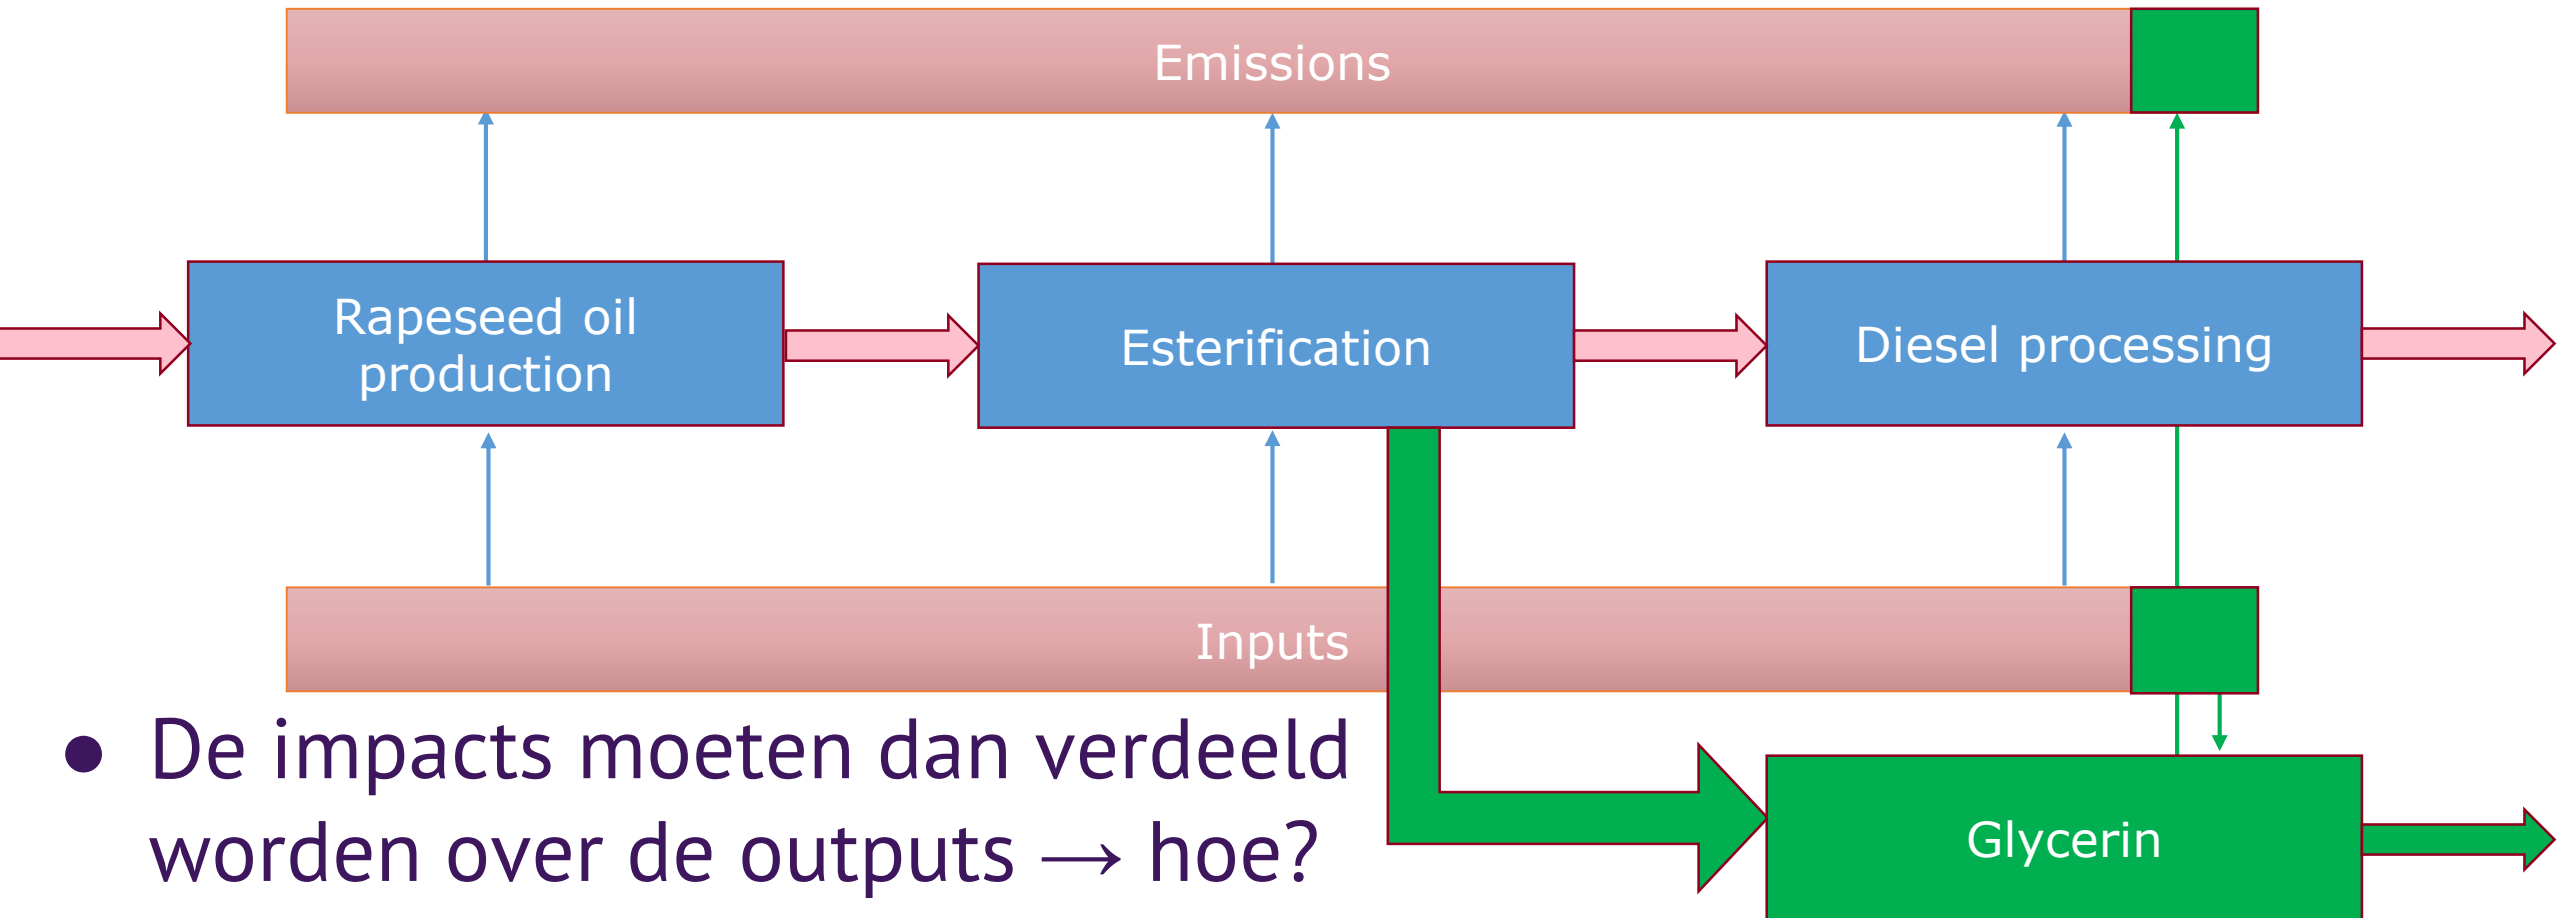 Emissions
Rapeseed oil
production
Esterification
Diesel processing
Inputs
● De impacts moeten dan verdeeld
worden over de outputs → hoe?
Glycerin